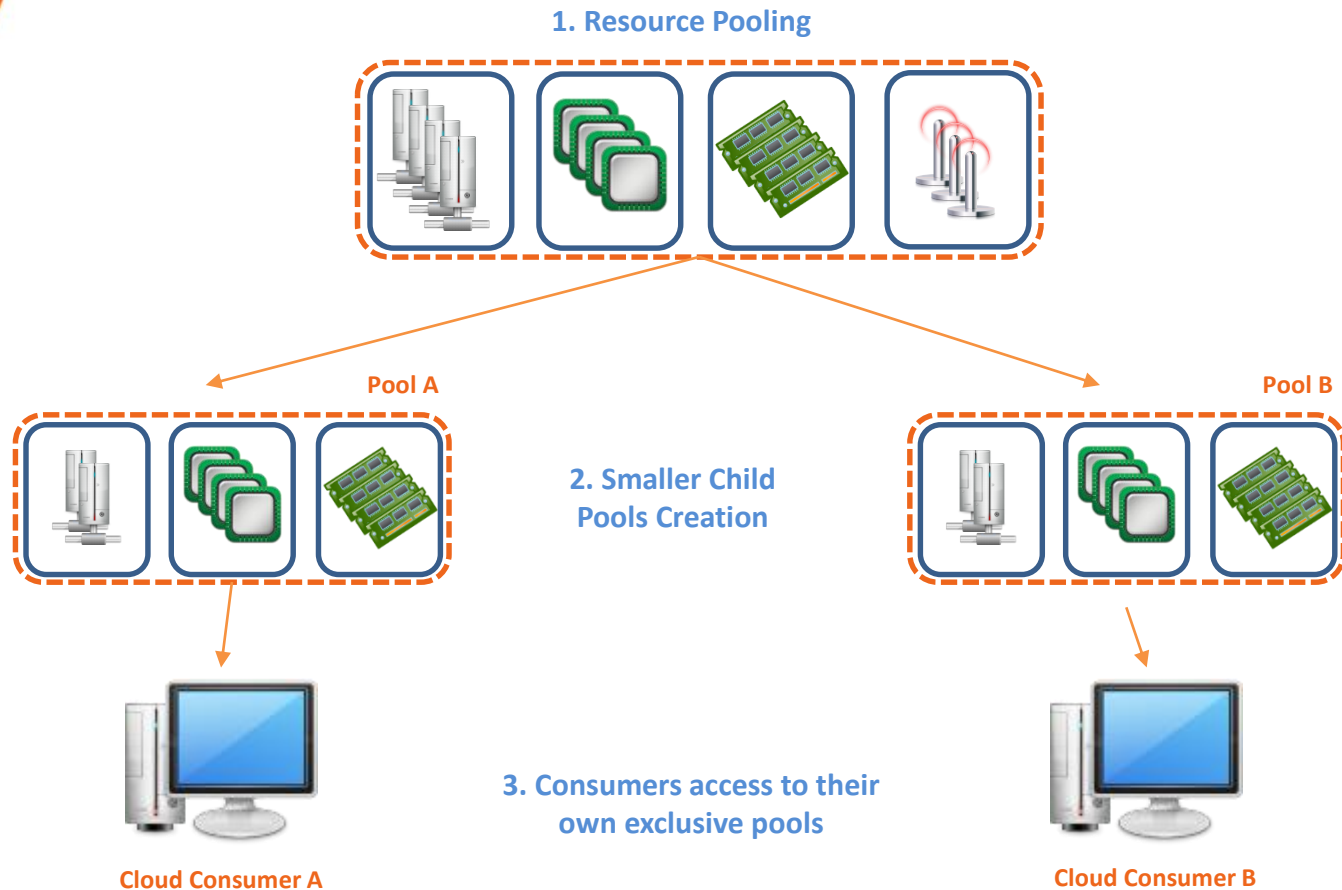 1. Resource Pooling
Pool A
Pool B
2. Smaller Child
Pools Creation
3. Consumers access to their
own exclusive pools
Cloud Consumer A
Cloud Consumer B